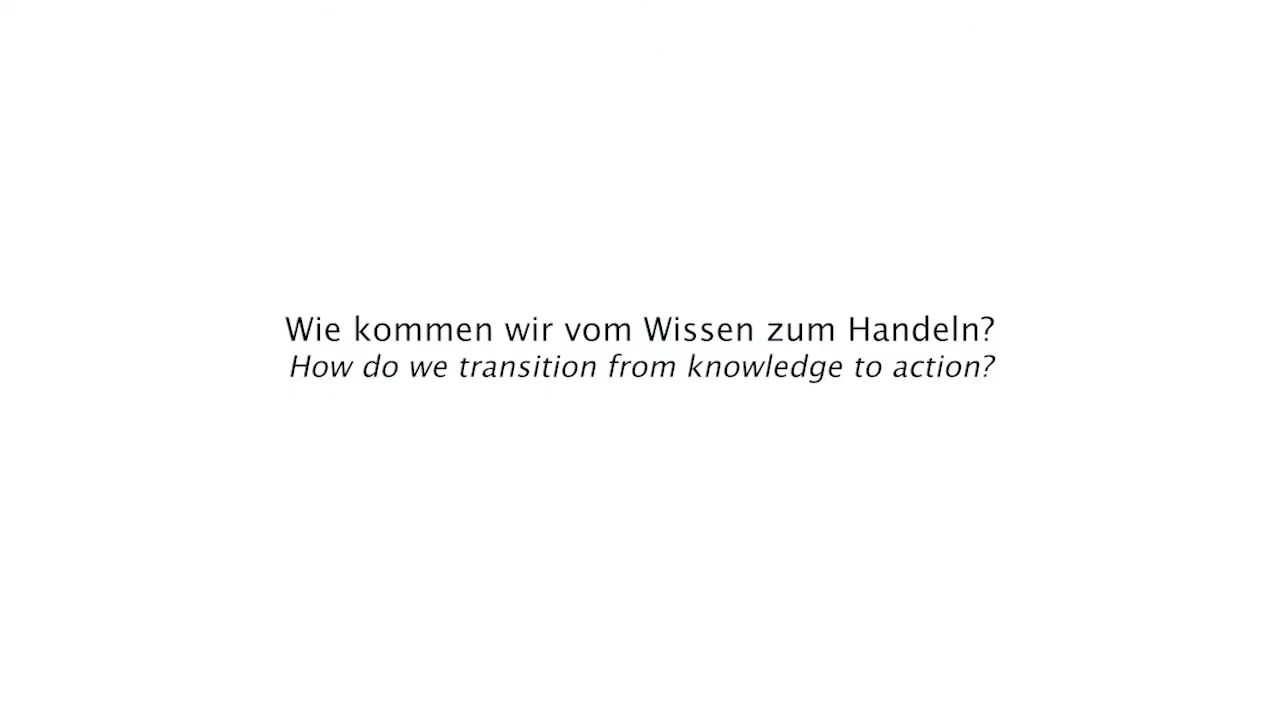 Wie kommen wir vom Wissen zum Handeln?
How do we transition from knowledge to action?